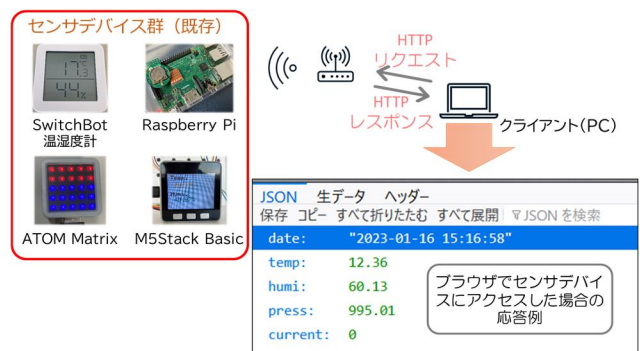 センサデバイス群（既存）
17.3
44%
SwitchBot
温湿度計
Raspberry Pi
ATOM Matrix
M5Stack Basic
HTTP
リクエスト
HTTP
レスポンス
クライアント(PC)
JSON 生データ ヘッダー
保存 コピー すべて折りたたむ すべて展開 JSON を検索
date: "2023-01-16 15:16:58"
temp: 12.36
humi: 60.13
press: 995.01
current: 0
ブラウザでセンサデバイ
スにアクセスした場合の
応答例